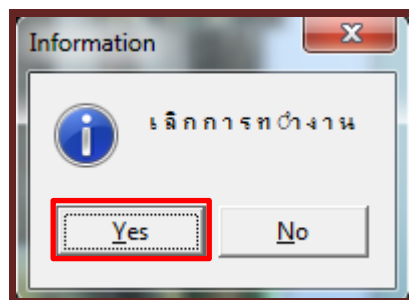 Information
เลิกการทำงาน
Yes
No